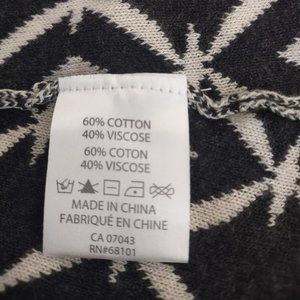 60% COTTON
40% VISCOSE
60% COTON
40% VISCOSE
MADE IN CHINA
FABRIQUÉ EN CHINE
CA 07043
RN#68101